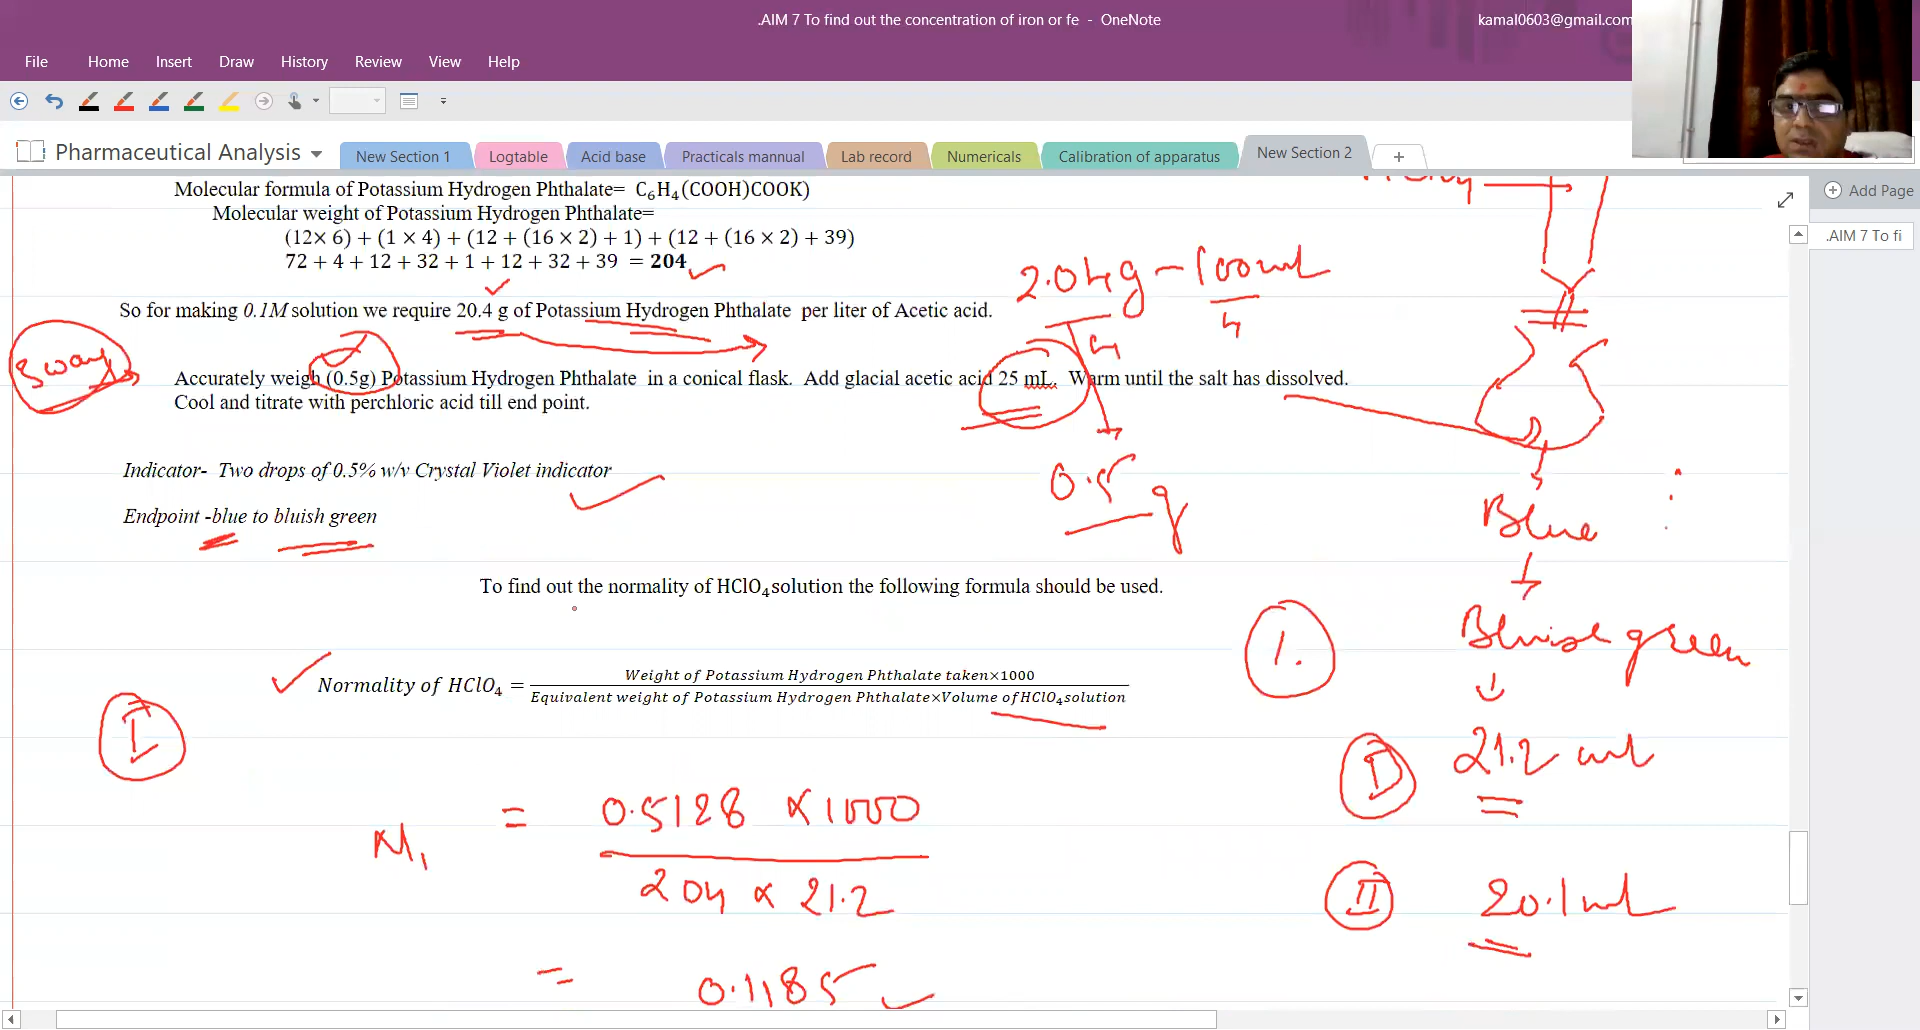 .AIM 7 To find out the concentration of iron or fe - OneNote
kamal0603@gmail.com
File Home Insert Draw History Review View Help
Pharmaceutical Analysis
New Section 1 Logtable Acid base Practicals mannual Lab record Numericals Calibration of apparatus New Section 2 +
Add Page
.AIM 7 To fi
Molecular formula of Potassium Hydrogen Phthalate= C₆H₄(COOH)COOK)
Molecular weight of Potassium Hydrogen Phthalate=
(12× 6) + (1 × 4) + (12 + (16 × 2) + 1) + (12 + (16 × 2) + 39)
72 + 4 + 12 + 32 + 1 + 12 + 32 + 39 = 204
2.04g - 100ml
4
4
So for making 0.1M solution we require 20.4 g of Potassium Hydrogen Phthalate per liter of Acetic acid.
3 way
Accurately weigh (0.5g) Potassium Hydrogen Phthalate in a conical flask. Add glacial acetic acid 25 mL. Warm until the salt has dissolved.
Cool and titrate with perchloric acid till end point.
0.5 g
Indicator- Two drops of 0.5% w/v Crystal Violet indicator
Endpoint -blue to bluish green
Blue
To find out the normality of HClO₄ solution the following formula should be used.
1.
Bluish green
Normality of HClO₄ = Weight of Potassium Hydrogen Phthalate taken×1000
Equivalent weight of Potassium Hydrogen Phthalate×Volume of HClO₄ solution
I
I 21.2 ml
N₁ = 0.5128 × 1000
204 × 21.2
II 20.1 ml
= 0.1185